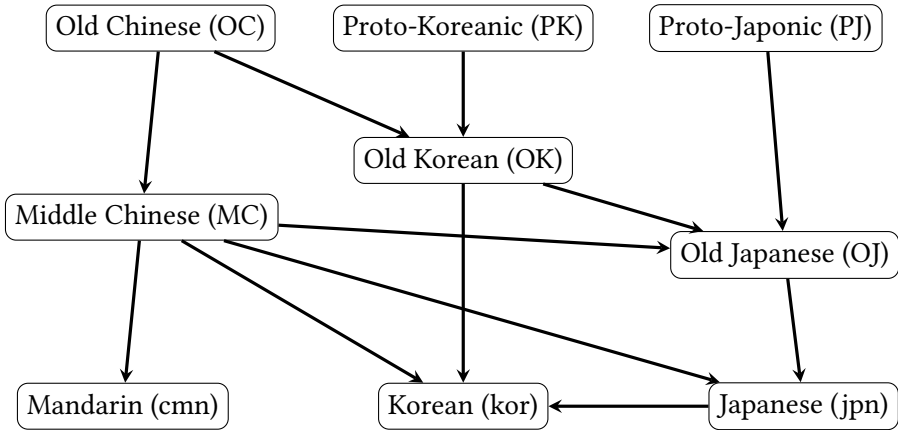 Old Chinese (OC)
Proto-Koreanic (PK)
Proto-Japonic (PJ)
Old Korean (OK)
Middle Chinese (MC)
Old Japanese (OJ)
Mandarin (cmn)
Korean (kor)
Japanese (jpn)